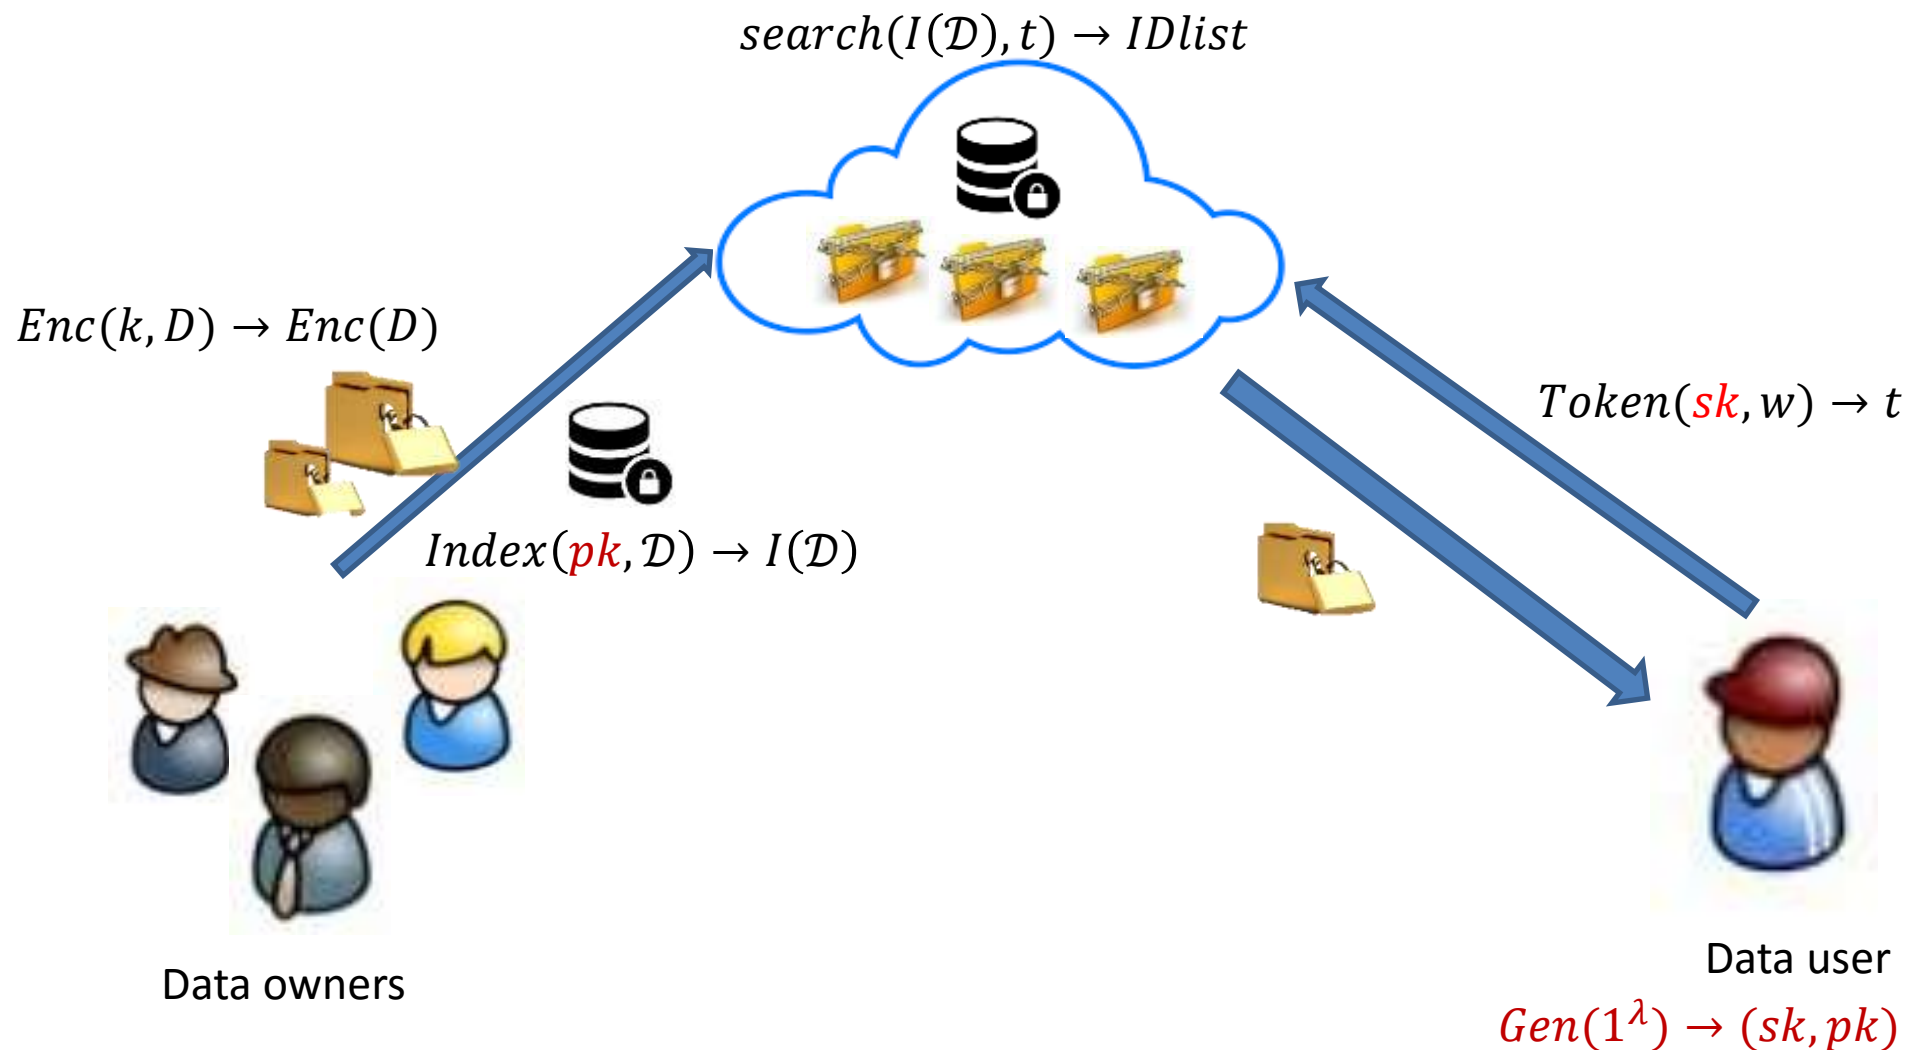 search(I(𝒟), t) → IDlist
Enc(k, D) → Enc(D)
Token(sk, w) → t
Index(pk, 𝒟) → I(𝒟)
Data owners
Data user
Gen(1^λ) → (sk, pk)